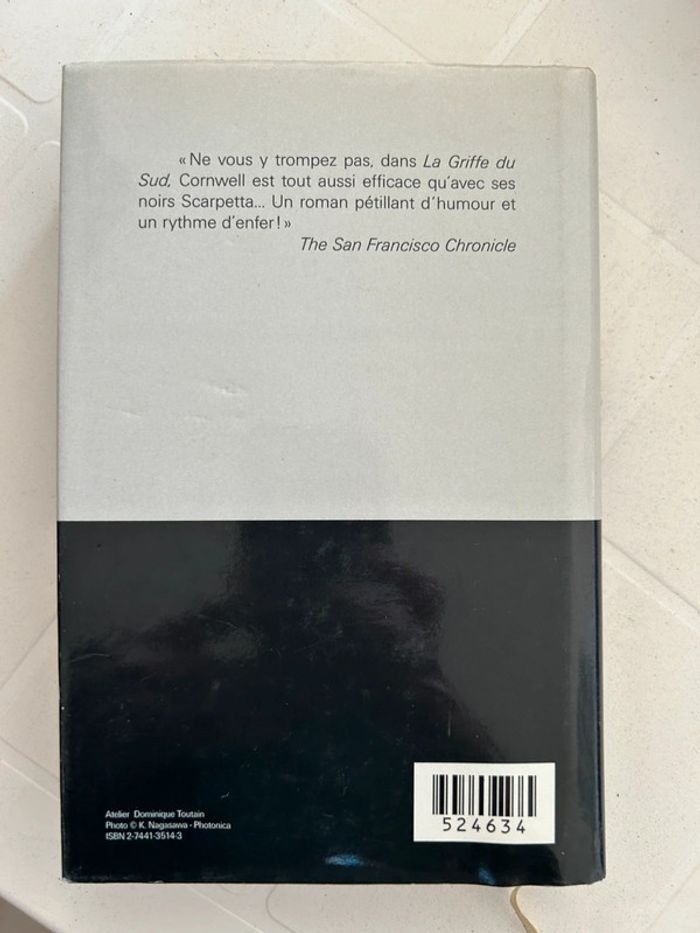 « Ne vous y trompez pas, dans La Griffe du
Sud, Cornwell est tout aussi efficace qu'avec ses
noirs Scarpetta... Un roman pétillant d'humour et
un rythme d'enfer ! »
The San Francisco Chronicle
Atelier Dominique Toutain
Photo © K. Nagasawa - Photonica
ISBN 2-7441-3514-3
524634